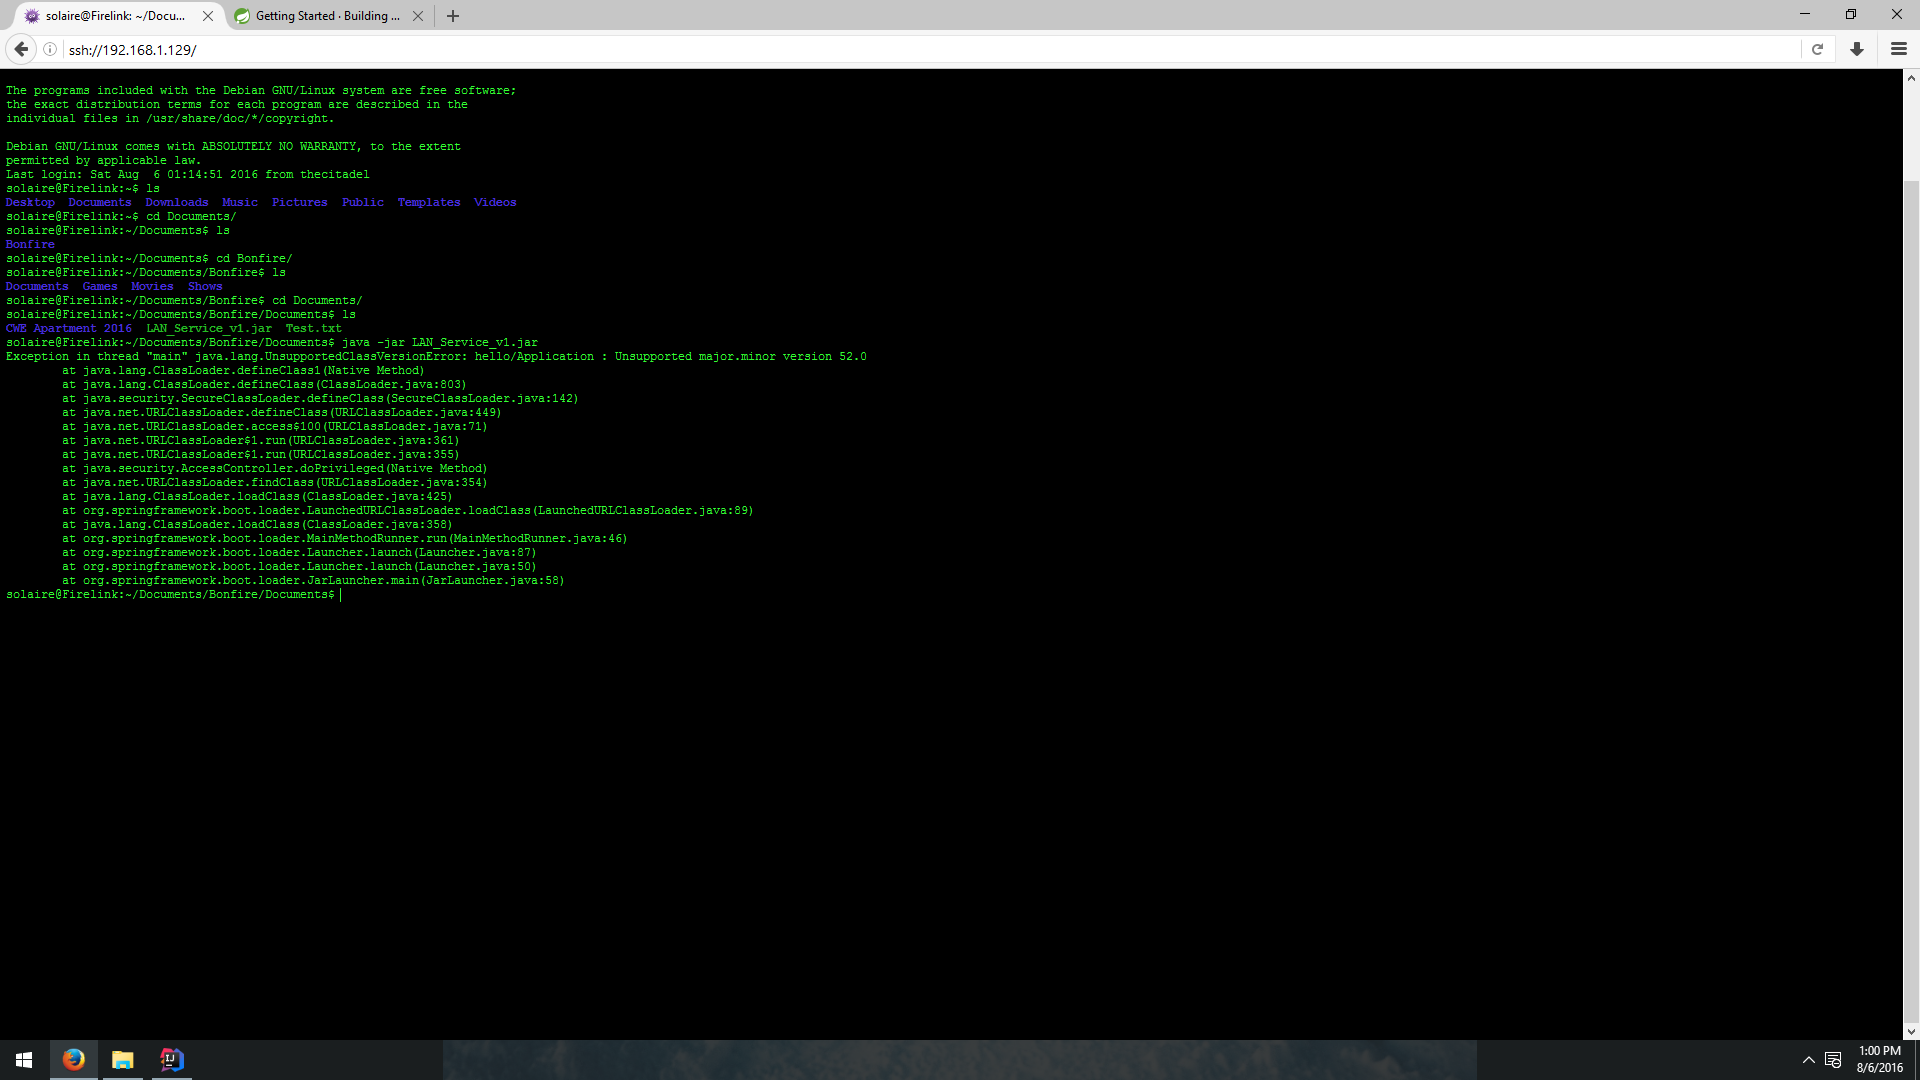 solaire@Firelink: ~/Docu...
Getting Started · Building ...
ssh://192.168.1.129/
The programs included with the Debian GNU/Linux system are free software;
the exact distribution terms for each program are described in the
individual files in /usr/share/doc/*/copyright.
Debian GNU/Linux comes with ABSOLUTELY NO WARRANTY, to the extent
permitted by applicable law.
Last login: Sat Aug  6 01:14:51 2016 from thecitadel
solaire@Firelink:~$ ls
Desktop  Documents  Downloads  Music  Pictures  Public  Templates  Videos
solaire@Firelink:~$ cd Documents/
solaire@Firelink:~/Documents$ ls
Bonfire
solaire@Firelink:~/Documents$ cd Bonfire/
solaire@Firelink:~/Documents/Bonfire$ ls
Documents  Games  Movies  Shows
solaire@Firelink:~/Documents/Bonfire$ cd Documents/
solaire@Firelink:~/Documents/Bonfire/Documents$ ls
CWE Apartment 2016  LAN_Service_v1.jar  Test.txt
solaire@Firelink:~/Documents/Bonfire/Documents$ java -jar LAN_Service_v1.jar
Exception in thread "main" java.lang.UnsupportedClassVersionError: hello/Application : Unsupported major.minor version 52.0
at java.lang.ClassLoader.defineClass1(Native Method)
at java.lang.ClassLoader.defineClass(ClassLoader.java:803)
at java.security.SecureClassLoader.defineClass(SecureClassLoader.java:142)
at java.net.URLClassLoader.defineClass(URLClassLoader.java:449)
at java.net.URLClassLoader.access$100(URLClassLoader.java:71)
at java.net.URLClassLoader$1.run(URLClassLoader.java:361)
at java.net.URLClassLoader$1.run(URLClassLoader.java:355)
at java.security.AccessController.doPrivileged(Native Method)
at java.net.URLClassLoader.findClass(URLClassLoader.java:354)
at java.lang.ClassLoader.loadClass(ClassLoader.java:425)
at org.springframework.boot.loader.LaunchedURLClassLoader.loadClass(LaunchedURLClassLoader.java:89)
at java.lang.ClassLoader.loadClass(ClassLoader.java:358)
at org.springframework.boot.loader.MainMethodRunner.run(MainMethodRunner.java:46)
at org.springframework.boot.loader.Launcher.launch(Launcher.java:87)
at org.springframework.boot.loader.Launcher.launch(Launcher.java:50)
at org.springframework.boot.loader.JarLauncher.main(JarLauncher.java:58)
solaire@Firelink:~/Documents/Bonfire/Documents$
IJ
1:00 PM
8/6/2016